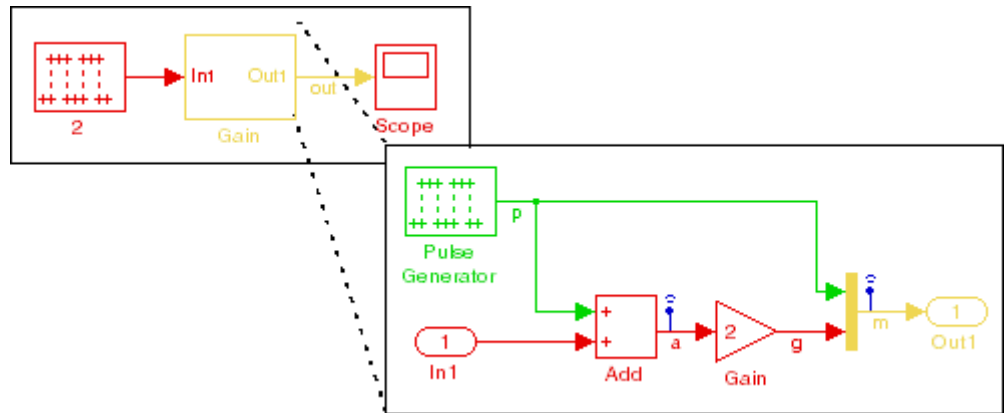 In1
Out1
out
2
Gain
Scope
p
Pulse
Generator
+
+
a
2
g
m
1
1
In1
Add
Gain
Out1